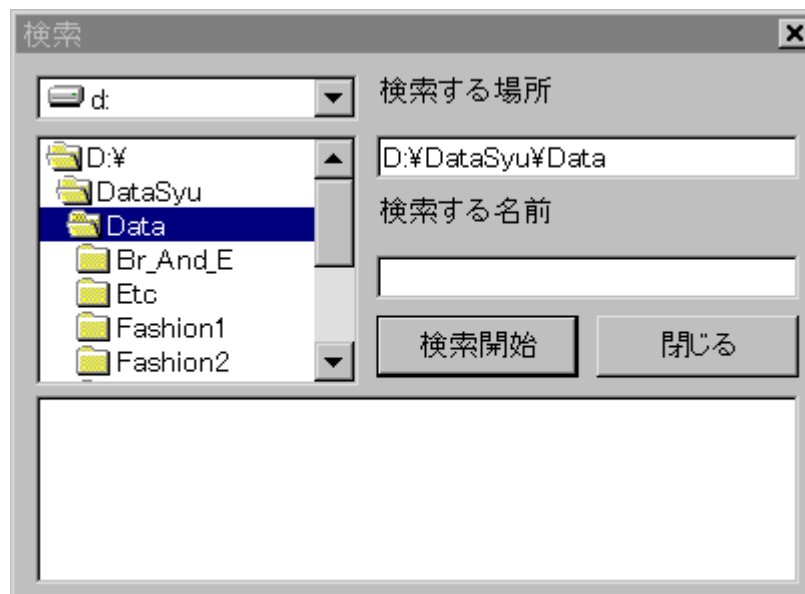 検索
d:
検索する場所
D:¥
D:¥DataSyu¥Data
DataSyu
検索する名前
Data
Br_And_E
Etc
Fashion1
Fashion2
検索開始
閉じる